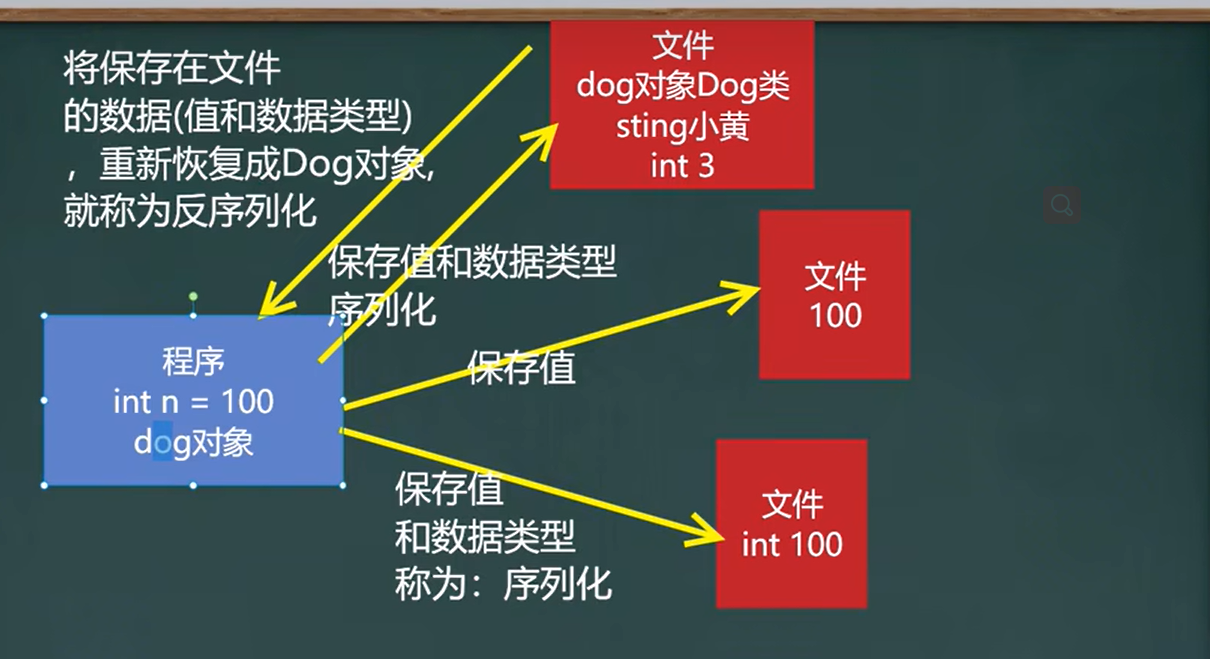 将保存在文件
的数据(值和数据类型)
，重新恢复成Dog对象,
就称为反序列化
文件
dog对象Dog类
sting小黄
int 3
保存值和数据类型
序列化
文件
100
保存值
程序
int n = 100
dog对象
保存值
和数据类型
称为：序列化
文件
int 100